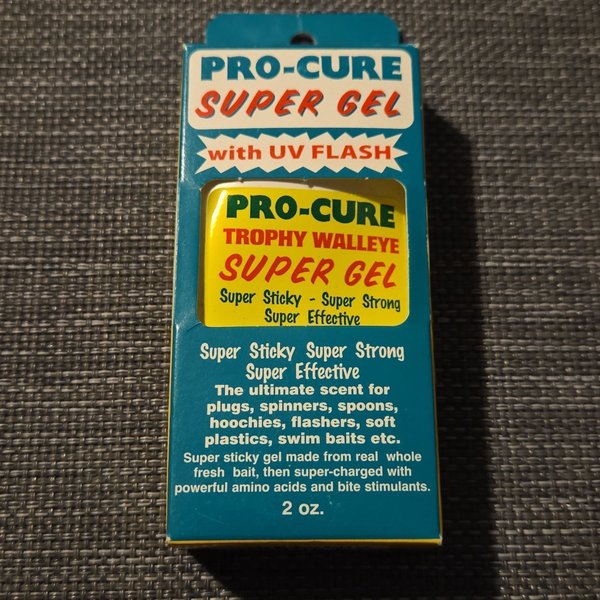 PRO-CURE
SUPER GEL
with UV FLASH
PRO-CURE
TROPHY WALLEYE
SUPER GEL
Super Sticky - Super Strong
Super Effective
Super Sticky Super Strong
Super Effective
The ultimate scent for
plugs, spinners, spoons,
hoochies, flashers, soft
plastics, swim baits etc.
Super sticky gel made from real whole
fresh bait, then super-charged with
powerful amino acids and bite stimulants.
2 oz.